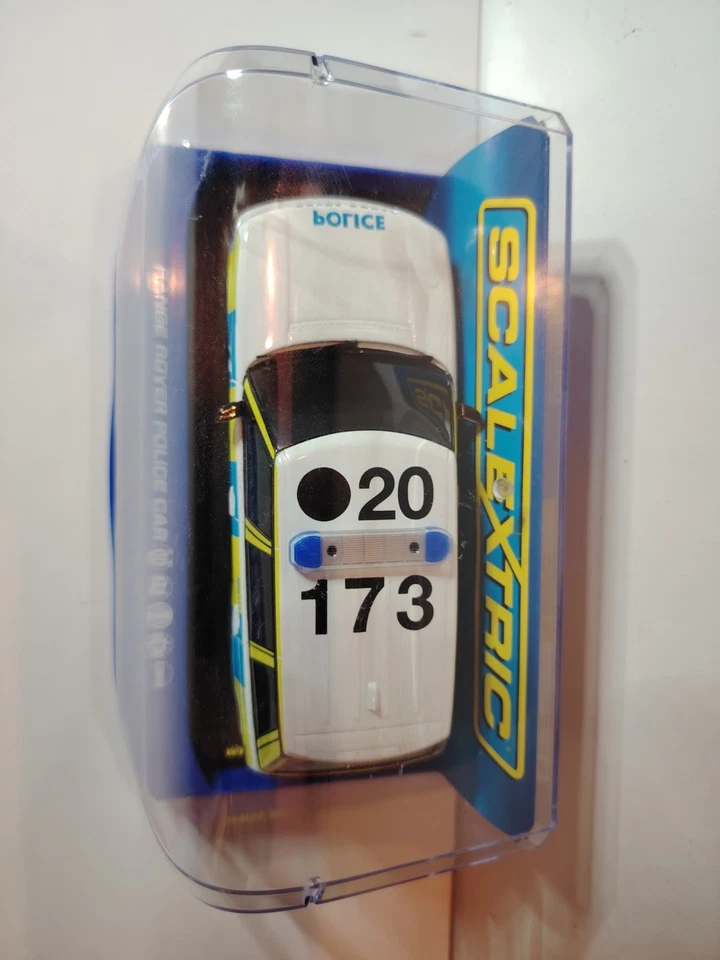 POLICE
20
173
SCALEXTRIC
RANGE ROVER POLICE CAR